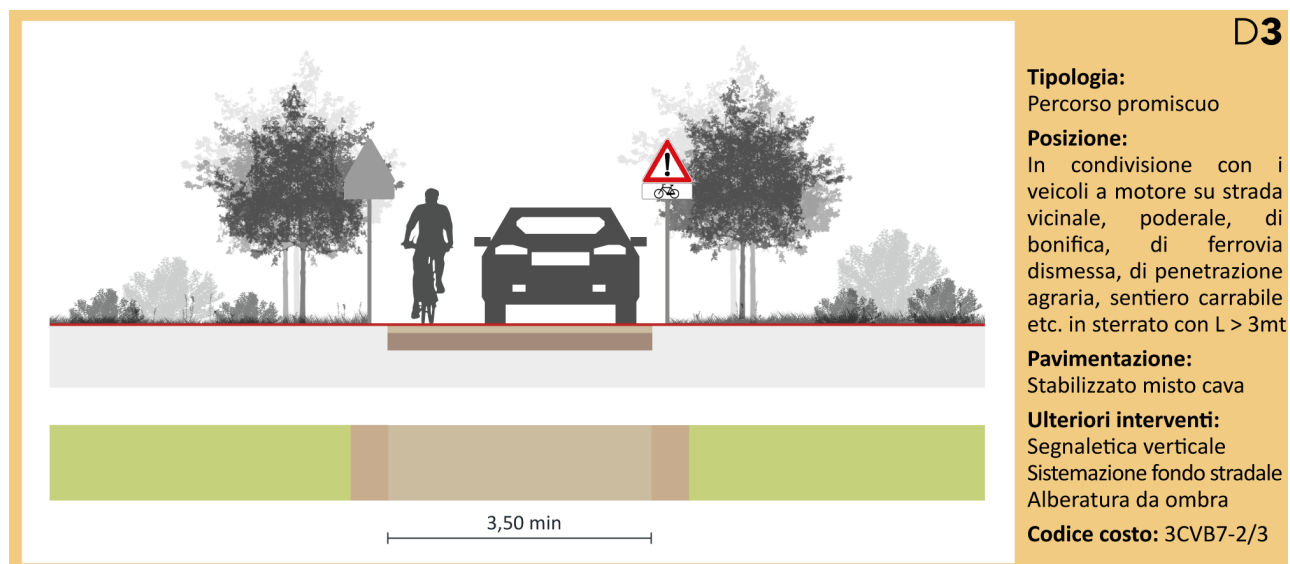 D3
Tipologia:
Percorso promiscuo
Posizione:
In condivisione con i
veicoli a motore su strada
vicinale, poderale, di
bonifica, di ferrovia
dismessa, di penetrazione
agraria, sentiero carrabile
etc. in sterrato con L > 3mt
Pavimentazione:
Stabilizzato misto cava
Ulteriori interventi:
Segnaletica verticale
Sistemazione fondo stradale
Alberatura da ombra
Codice costo: 3CVB7-2/3
!
3,50 min